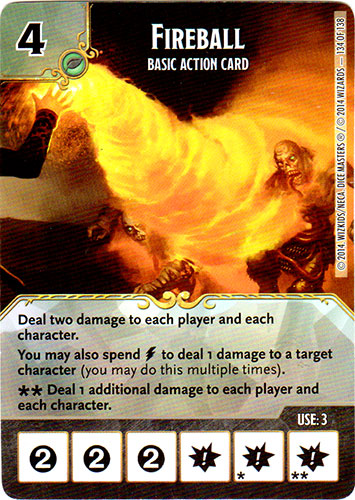 4
FIREBALL
BASIC ACTION CARD
© 2014 WIZKIDS/NECA. DICE MASTERS ® / © 2014 WIZARDS — 134 OF 138
Deal two damage to each player and each
character.
You may also spend to deal 1 damage to a target
character (you may do this multiple times).
** Deal 1 additional damage to each player and
each character.
USE: 3
2 2 2 ! ! * ! **